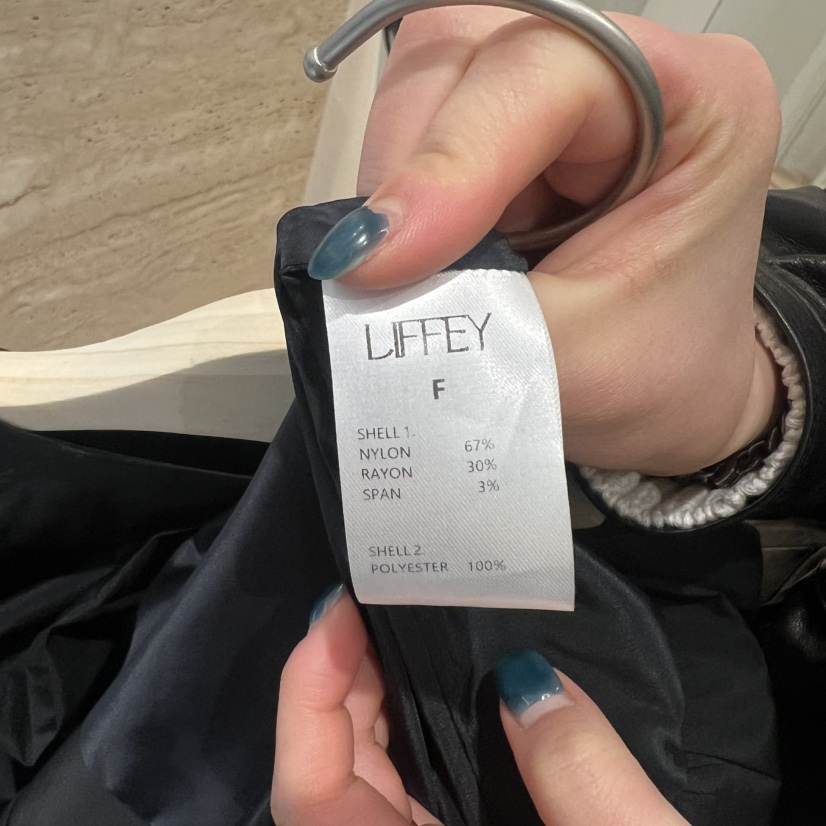 LIFFEY
F
SHELL 1.
NYLON 67%
RAYON 30%
SPAN 3%
SHELL 2.
POLYESTER 100%